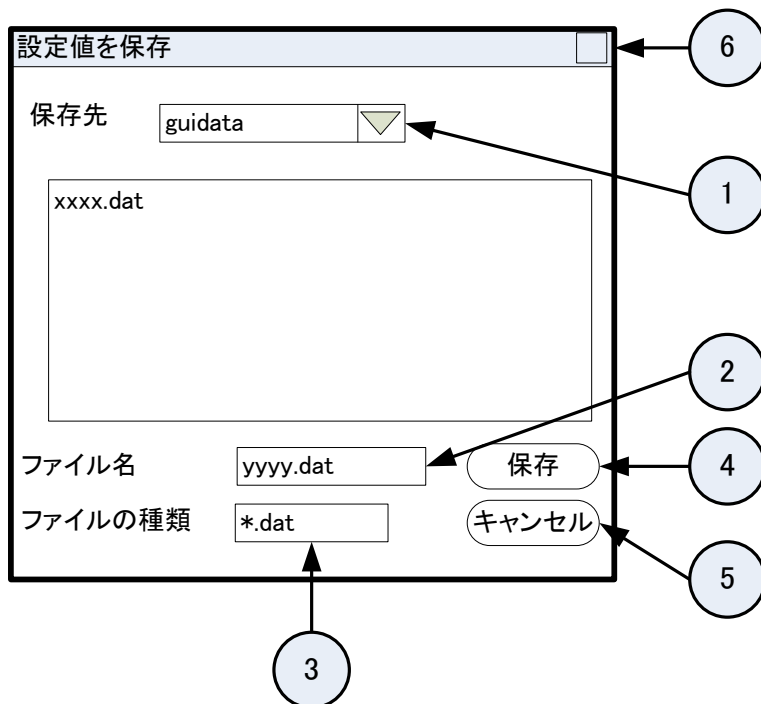 設定値を保存
6
保存先
guidata
1
xxxx.dat
2
ファイル名
yyyy.dat
保存
4
ファイルの種類
*.dat
キャンセル
5
3